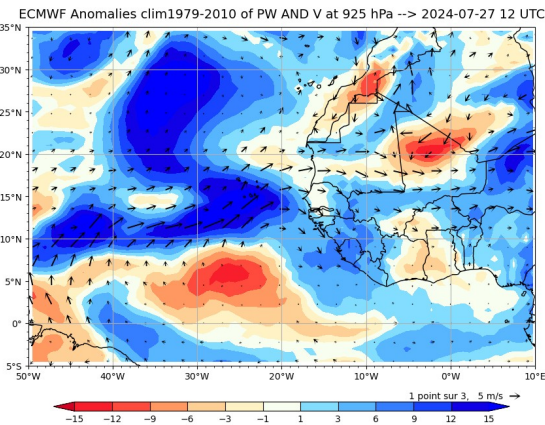 ECMWF Anomalies clim1979-2010 of PW AND V at 925 hPa --> 2024-07-27 12 UTC
35°N
30°N
25°N
20°N
15°N
10°N
5°N
0°
5°S
50°W 40°W 30°W 20°W 10°W 0°W 10°E
1 point sur 3, 5 m/s
−15 −12 −9 −6 −3 −1 1 3 6 9 12 15